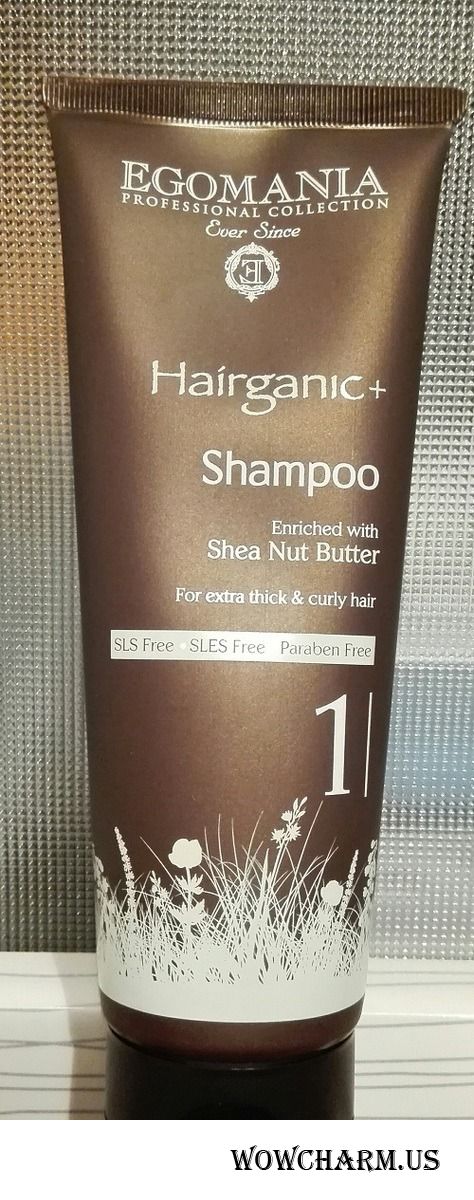 EGOMANIA
PROFESSIONAL COLLECTION
Ever Since
E
Hairganic+
Shampoo
Enriched with
Shea Nut Butter
For extra thick & curly hair
SLS Free • SLES Free Paraben Free
1
WOWCHARM.US